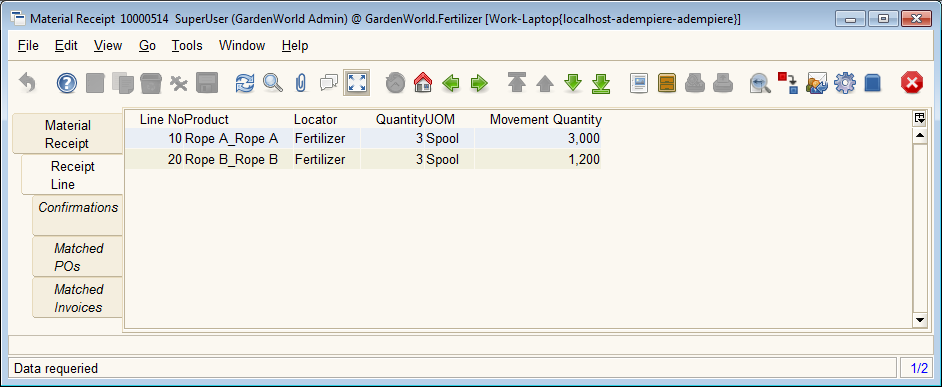 Material Receipt 10000514 SuperUser (GardenWorld Admin) @ GardenWorld.Fertilizer [Work-Laptop{localhost-adempiere-adempiere}]
File Edit View Go Tools Window Help
Material
Receipt
Receipt
Line
Confirmations
Matched
POs
Matched
Invoices
Line No Product Locator Quantity UOM Movement Quantity
10 Rope A_Rope A Fertilizer 3 Spool 3,000
20 Rope B_Rope B Fertilizer 3 Spool 1,200
Data requeried 1/2